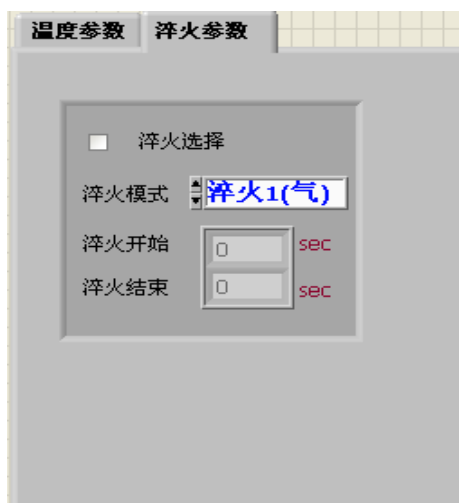 温度参数 淬火参数
淬火选择
淬火模式 淬火1(气)
淬火开始 0 sec
淬火结束 0 sec